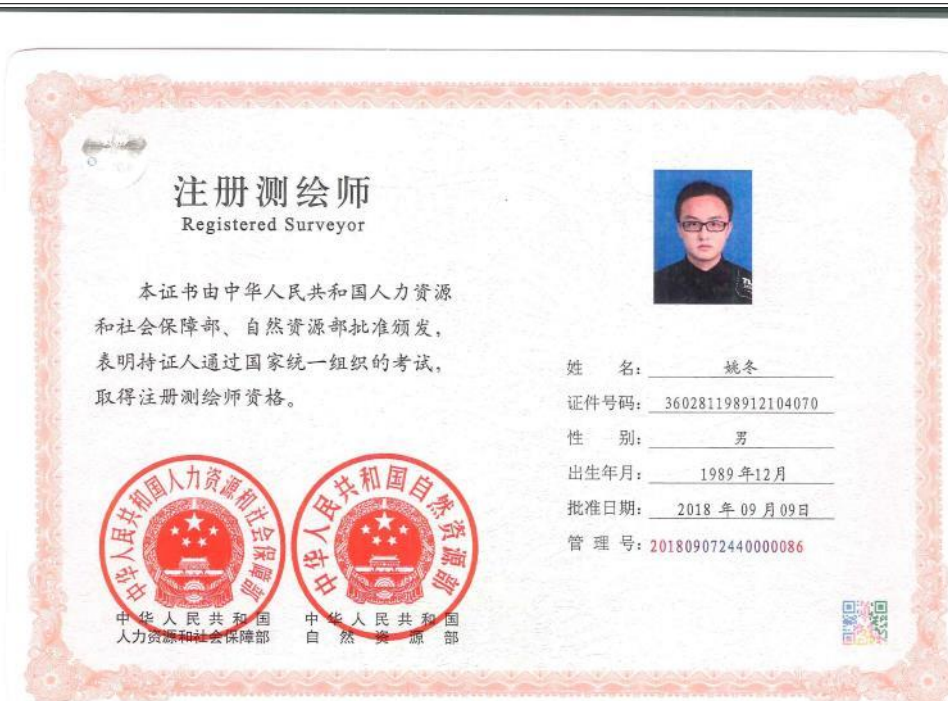 注册测绘师
Registered Surveyor
本证书由中华人民共和国人力资源
和社会保障部、自然资源部批准颁发，
表明持证人通过国家统一组织的考试，
取得注册测绘师资格。
中华人民共和国人力资源和社会保障部
中华人民共和国自然资源部
中华人民共和国
人力资源和社会保障部
中华人民共和国
自然资源部
姓名：姚冬
证件号码：360281198912104070
性别：男
出生年月：1989年12月
批准日期：2018年09月09日
管理号：201809072440000086